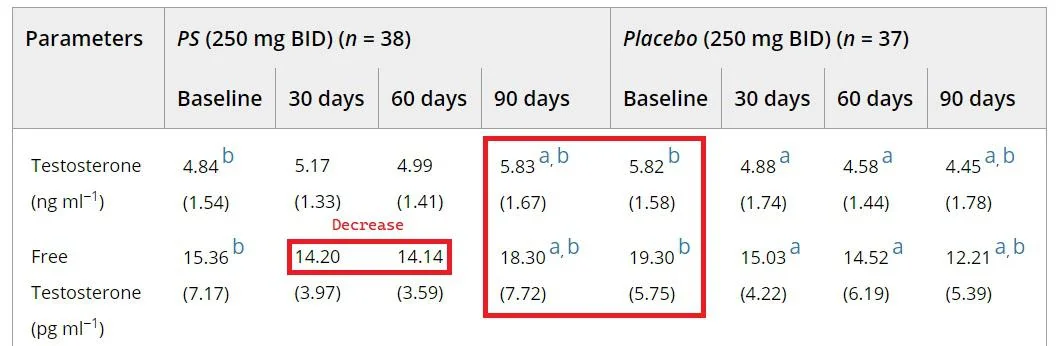 Parameters PS (250 mg BID) (n = 38) Placebo (250 mg BID) (n = 37)
Baseline 30 days 60 days 90 days Baseline 30 days 60 days 90 days
Testosterone 4.84 b 5.17 4.99 5.83 a, b 5.82 b 4.88 a 4.58 a 4.45 a, b
(ng ml−1) (1.54) (1.33) (1.41) (1.67) (1.58) (1.74) (1.44) (1.78)
Decrease
Free 15.36 b 14.20 14.14 18.30 a, b 19.30 b 15.03 a 14.52 a 12.21 a, b
Testosterone (7.17) (3.97) (3.59) (7.72) (5.75) (4.22) (6.19) (5.39)
(pg ml−1)